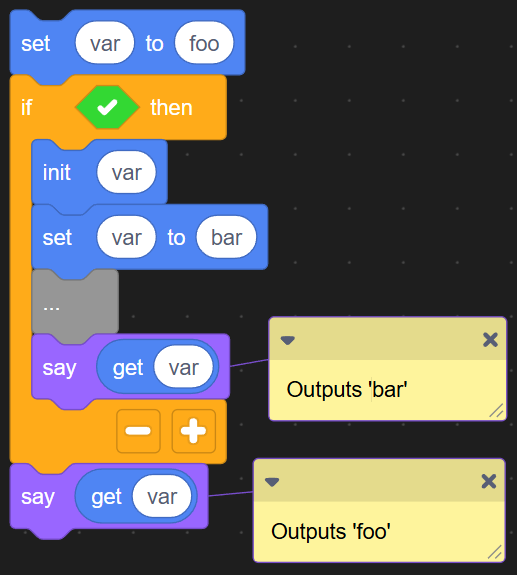 set var to foo
if then
init var
set var to bar
...
say get var
Outputs 'bar'
say get var
Outputs 'foo'